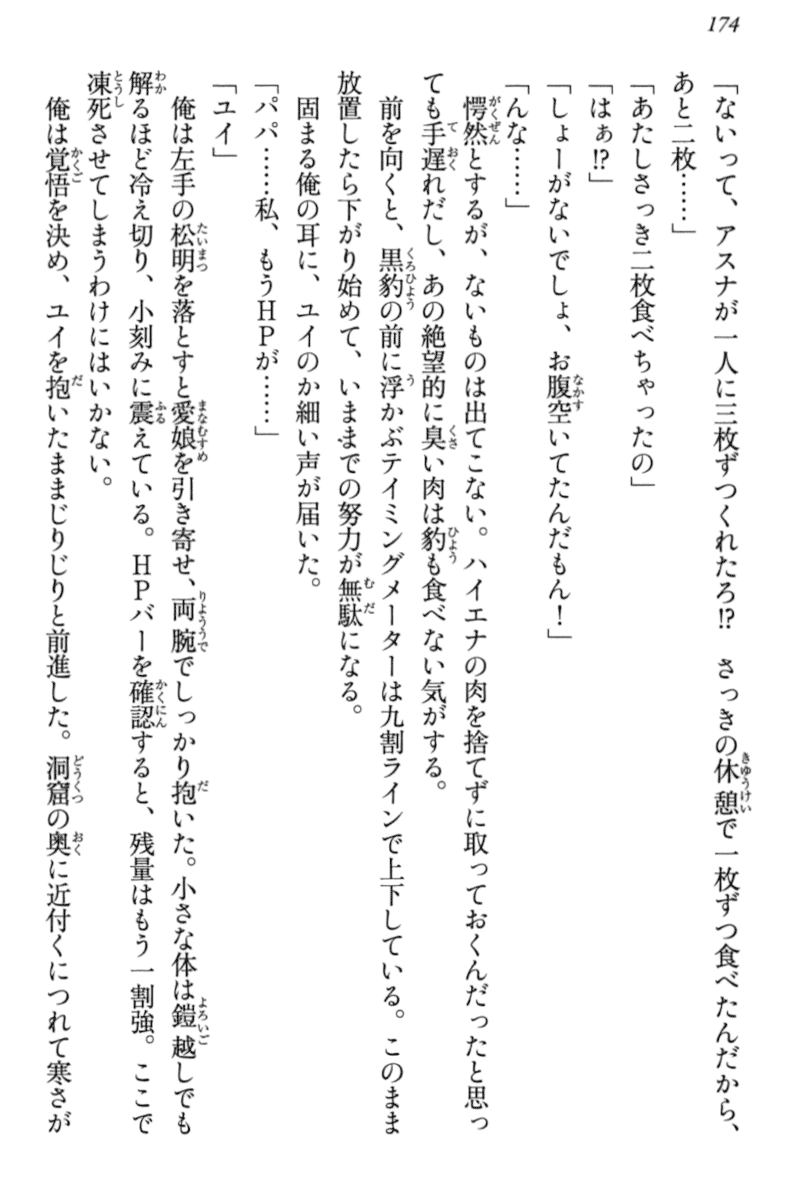 174
「ないって、アスナが一人に三枚ずつくれたろ!?　さっきの休憩で一枚ずつ食べたんだから、
あと二枚……」
「あたしさっき二枚食べちゃったの」
「はぁ!?」
「しょーがないでしょ、お腹空いてたんだもん！」
「んな……」
愕然とするが、ないものは出てこない。ハイエナの肉を捨てずに取っておくんだったと思っ
ても手遅れだし、あの絶望的に臭い肉は豹も食べない気がする。
前を向くと、黒豹の前に浮かぶテイミングメーターは九割ラインで上下している。このまま
放置したら下がり始めて、いままでの努力が無駄になる。
固まる俺の耳に、ユイのか細い声が届いた。
「パパ……私、もうHPが……」
「ユイ」
俺は左手の松明を落とすと愛娘を引き寄せ、両腕でしっかり抱いた。小さな体は鎧越しでも
解るほど冷え切り、小刻みに震えている。HPバーを確認すると、残量はもう一割強。ここで
凍死させてしまうわけにはいかない。
俺は覚悟を決め、ユイを抱いたままじりじりと前進した。洞窟の奥に近付くにつれて寒さが